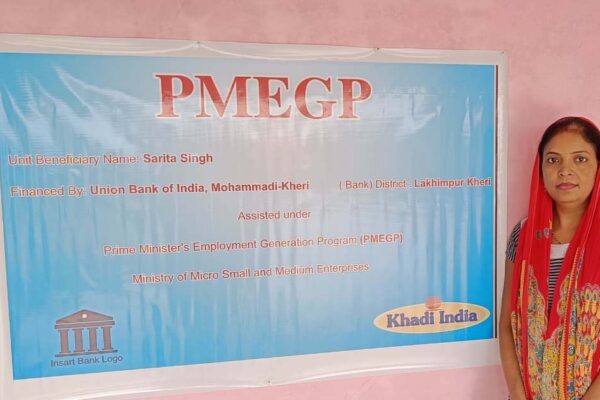 PMEGP
Unit Beneficiary Name: Sarita Singh
Financed By: Union Bank of India, Mohammadi-Kheri ( Bank) District : Lakhimpur Kheri
Assisted under
Prime Minister's Employment Generation Program (PMEGP)
Ministry of Micro Small and Medium Enterprises
Khadi India
Insart Bank Logo